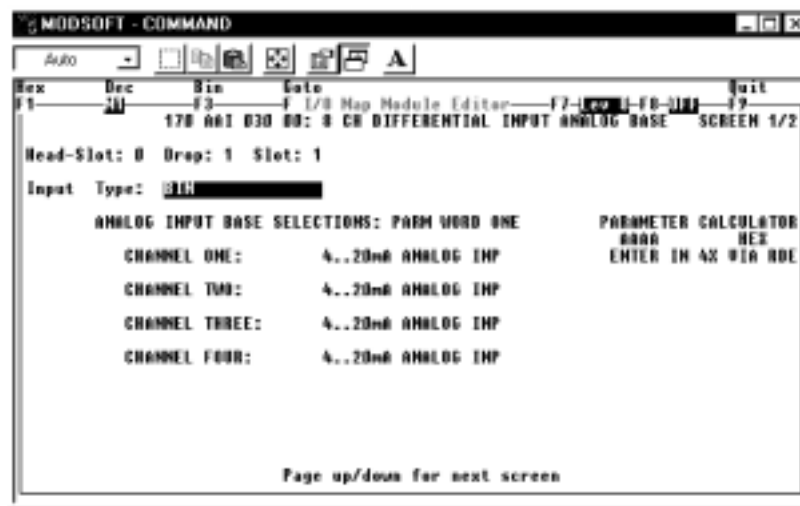 MODSOFT - COMMAND
Auto
A
Hex Dec Bin Goto Quit
F1 F3 F I/O Map Module Editor F7-Lev F8-OFF F9
170 AAI 030 00: 8 CH DIFFERENTIAL INPUT ANALOG BASE SCREEN 1/2
Head-Slot: 0 Drop: 1 Slot: 1
Input Type: BIN
ANALOG INPUT BASE SELECTIONS: PARM WORD ONE PARAMETER CALCULATOR
AAAA HEX
CHANNEL ONE: 4..20mA ANALOG INP ENTER IN 4X VIA RDE
CHANNEL TWO: 4..20mA ANALOG INP
CHANNEL THREE: 4..20mA ANALOG INP
CHANNEL FOUR: 4..20mA ANALOG INP
Page up/down for next screen